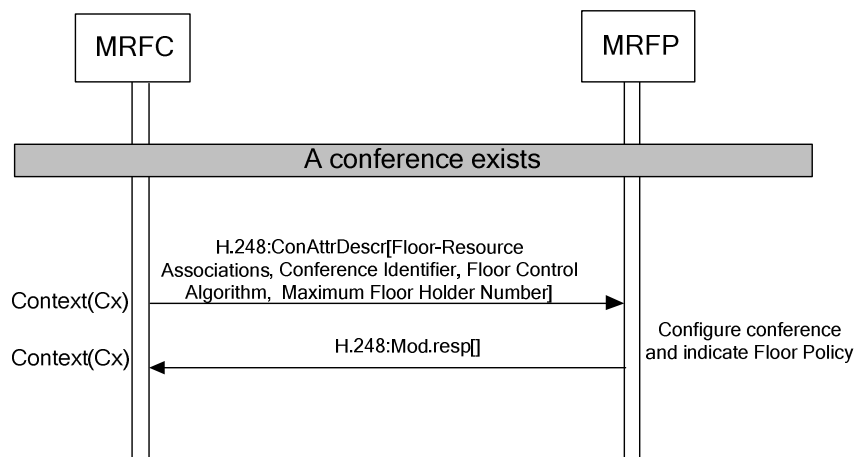 MRFC
MRFP
A conference exists
H.248:ConAttrDescr[Floor-Resource
Associations, Conference Identifier, Floor Control
Algorithm, Maximum Floor Holder Number]
Context(Cx)
Configure conference
and indicate Floor Policy
H.248:Mod.resp[]
Context(Cx)